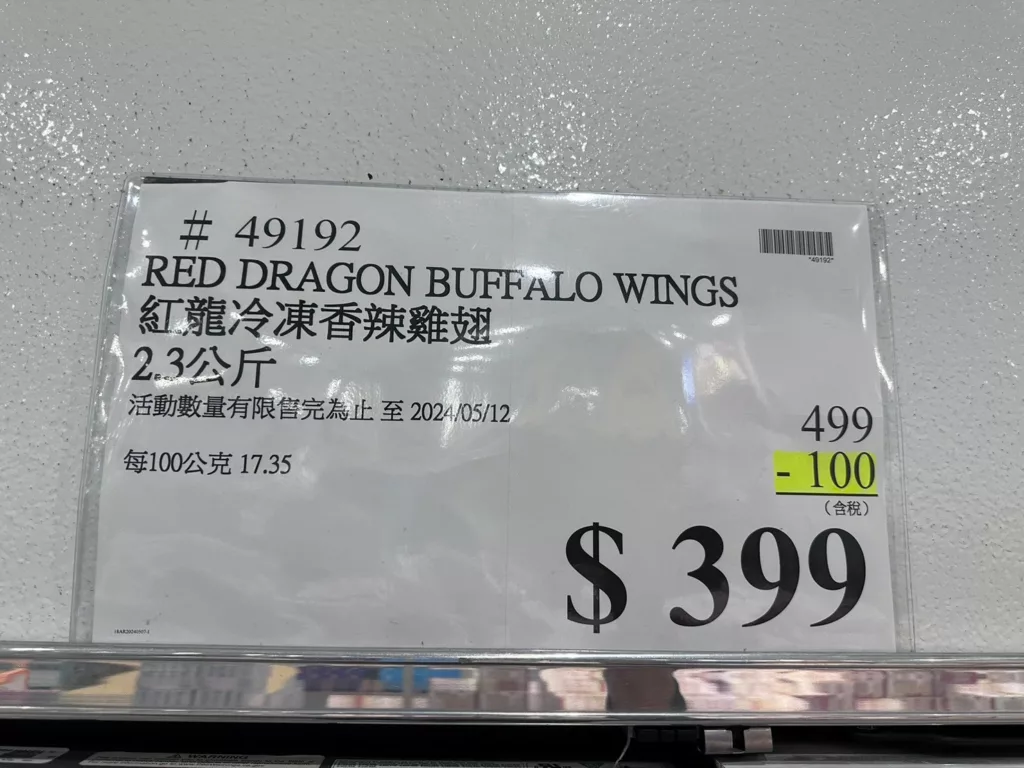 # 49192
*49192*
RED DRAGON BUFFALO WINGS
紅龍冷凍香辣雞翅
2.3公斤
活動數量有限售完為止 至 2024/05/12
每100公克 17.35
499
- 100
(含稅)
$ 399
WARNING